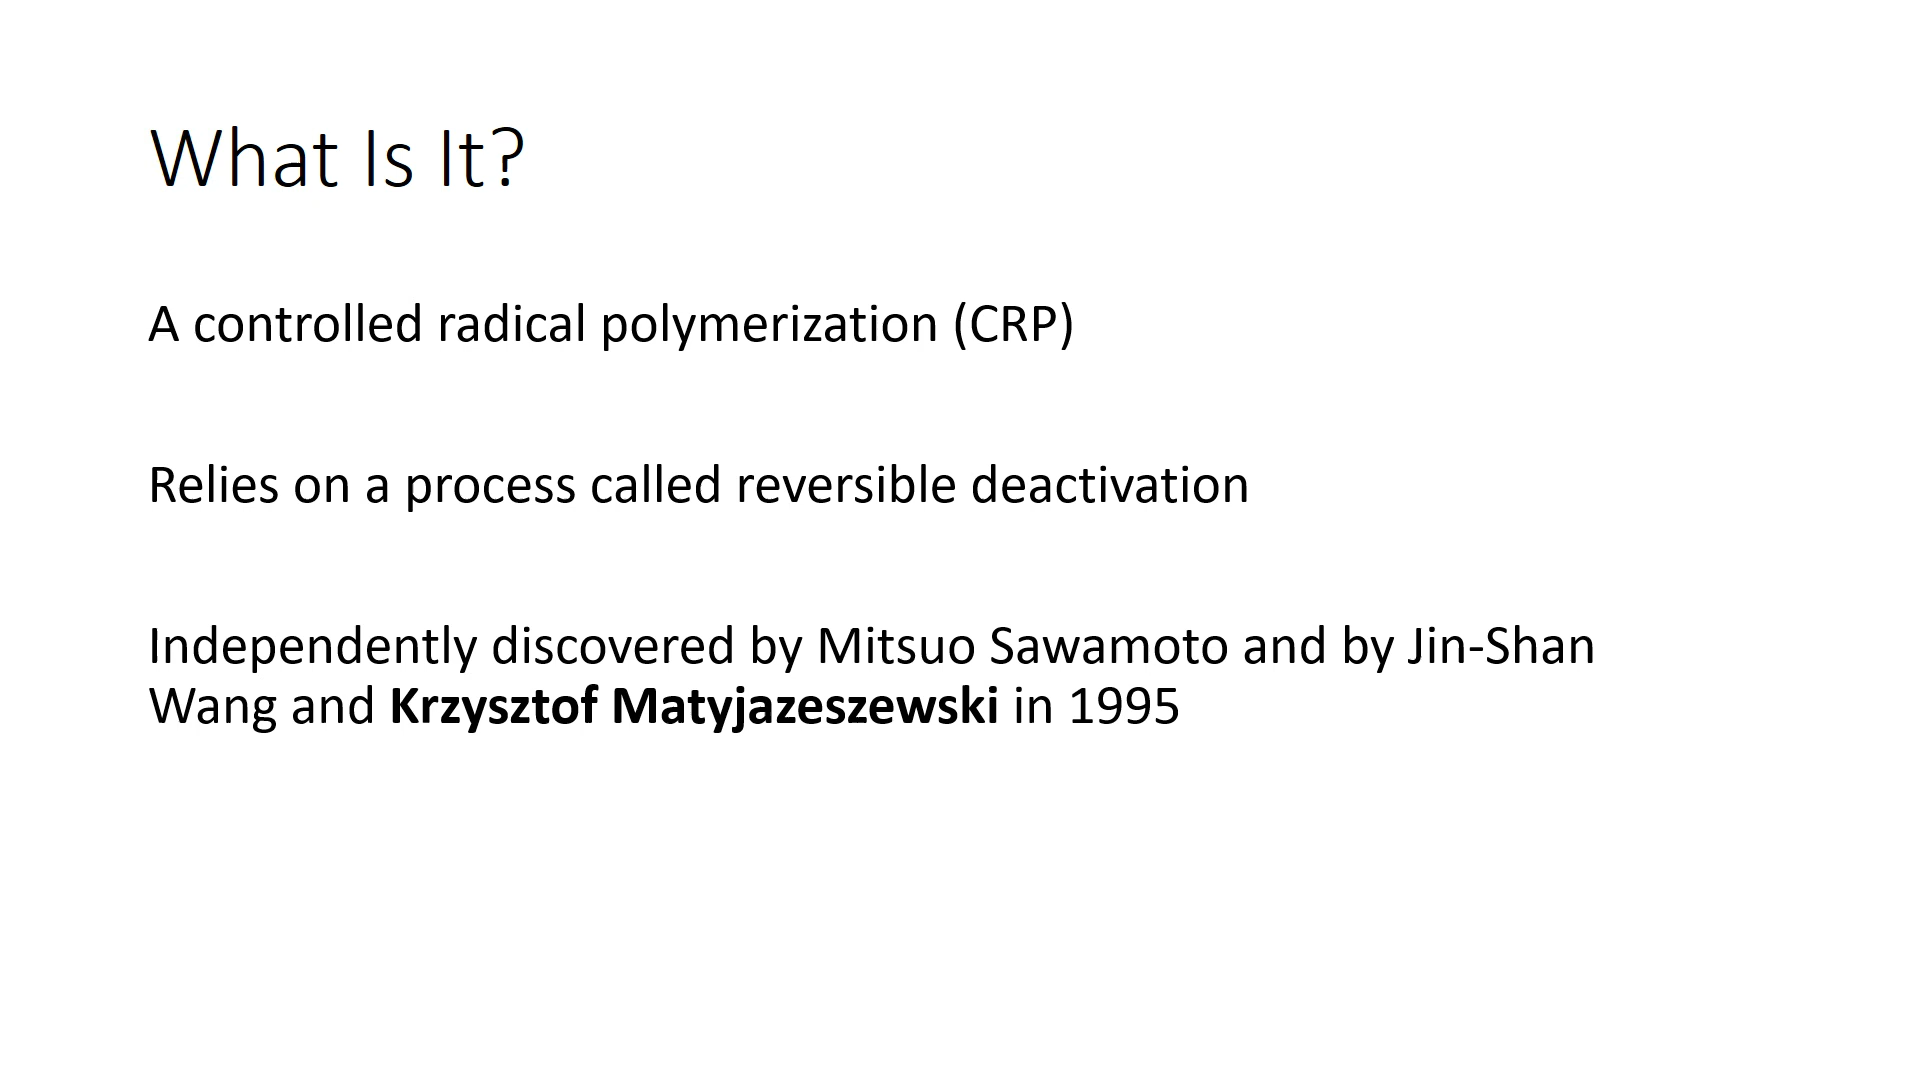 What Is It?
A controlled radical polymerization (CRP)
Relies on a process called reversible deactivation
Independently discovered by Mitsuo Sawamoto and by Jin-Shan
Wang and Krzysztof Matyjazeszewski in 1995